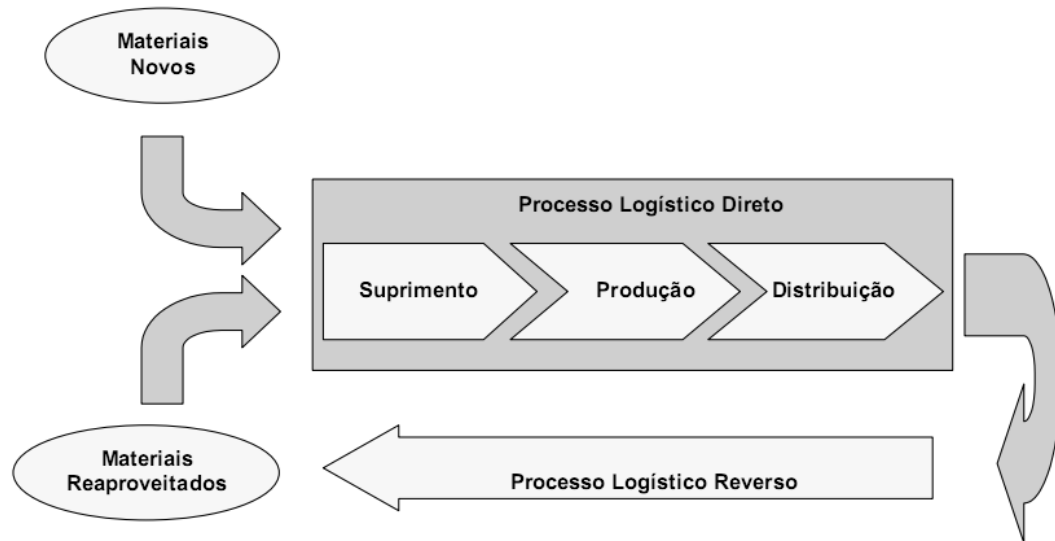 Materiais
Novos
Processo Logístico Direto
Suprimento
Produção
Distribuição
Materiais
Reaproveitados
Processo Logístico Reverso